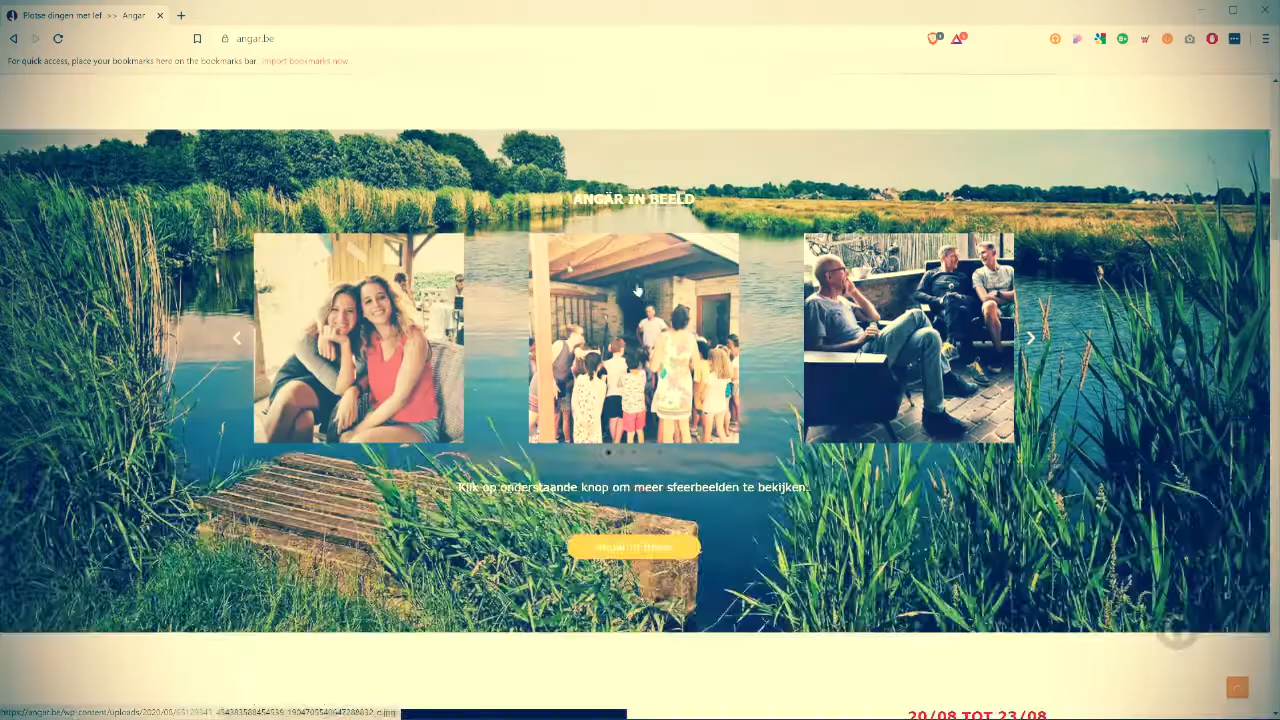 Plotse dingen met lef >> Angar
angar.be
For quick access, place your bookmarks here on the bookmarks bar. Import bookmarks now...
ANGÄR IN BEELD
Klik op onderstaande knop om meer sfeerbeelden te bekijken.
20/08 TOT 23/08